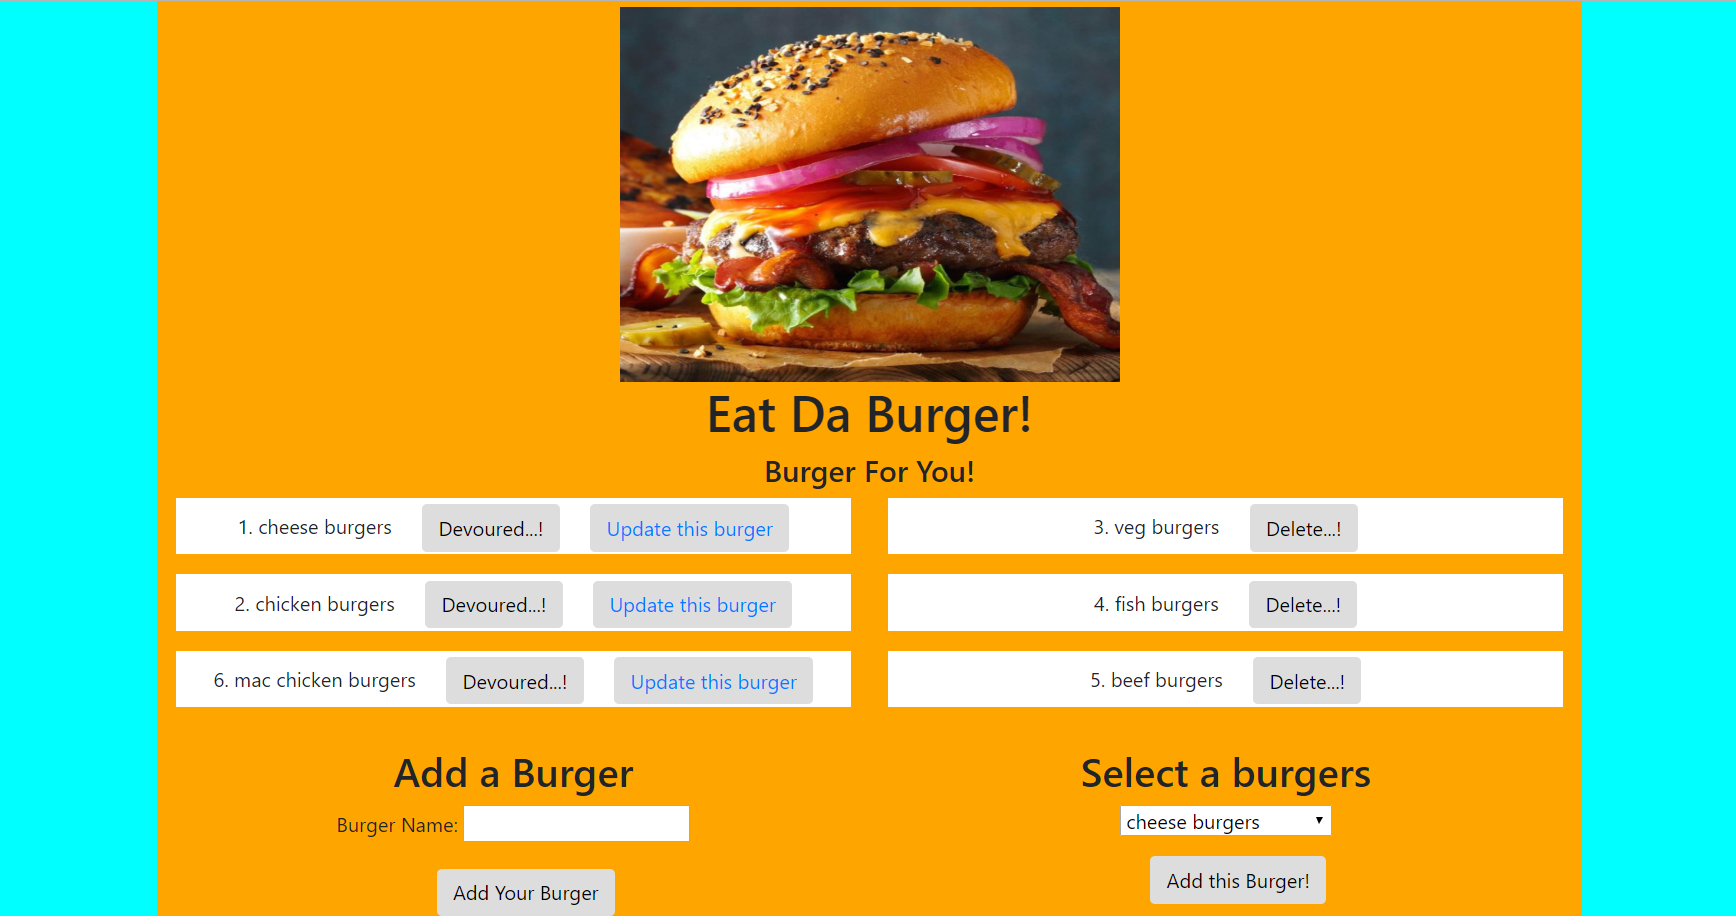 Eat Da Burger!
Burger For You!
1. cheese burgers Devoured...! Update this burger
2. chicken burgers Devoured...! Update this burger
6. mac chicken burgers Devoured...! Update this burger
3. veg burgers Delete...!
4. fish burgers Delete...!
5. beef burgers Delete...!
Add a Burger
Burger Name:
Add Your Burger
Select a burgers
cheese burgers
Add this Burger!